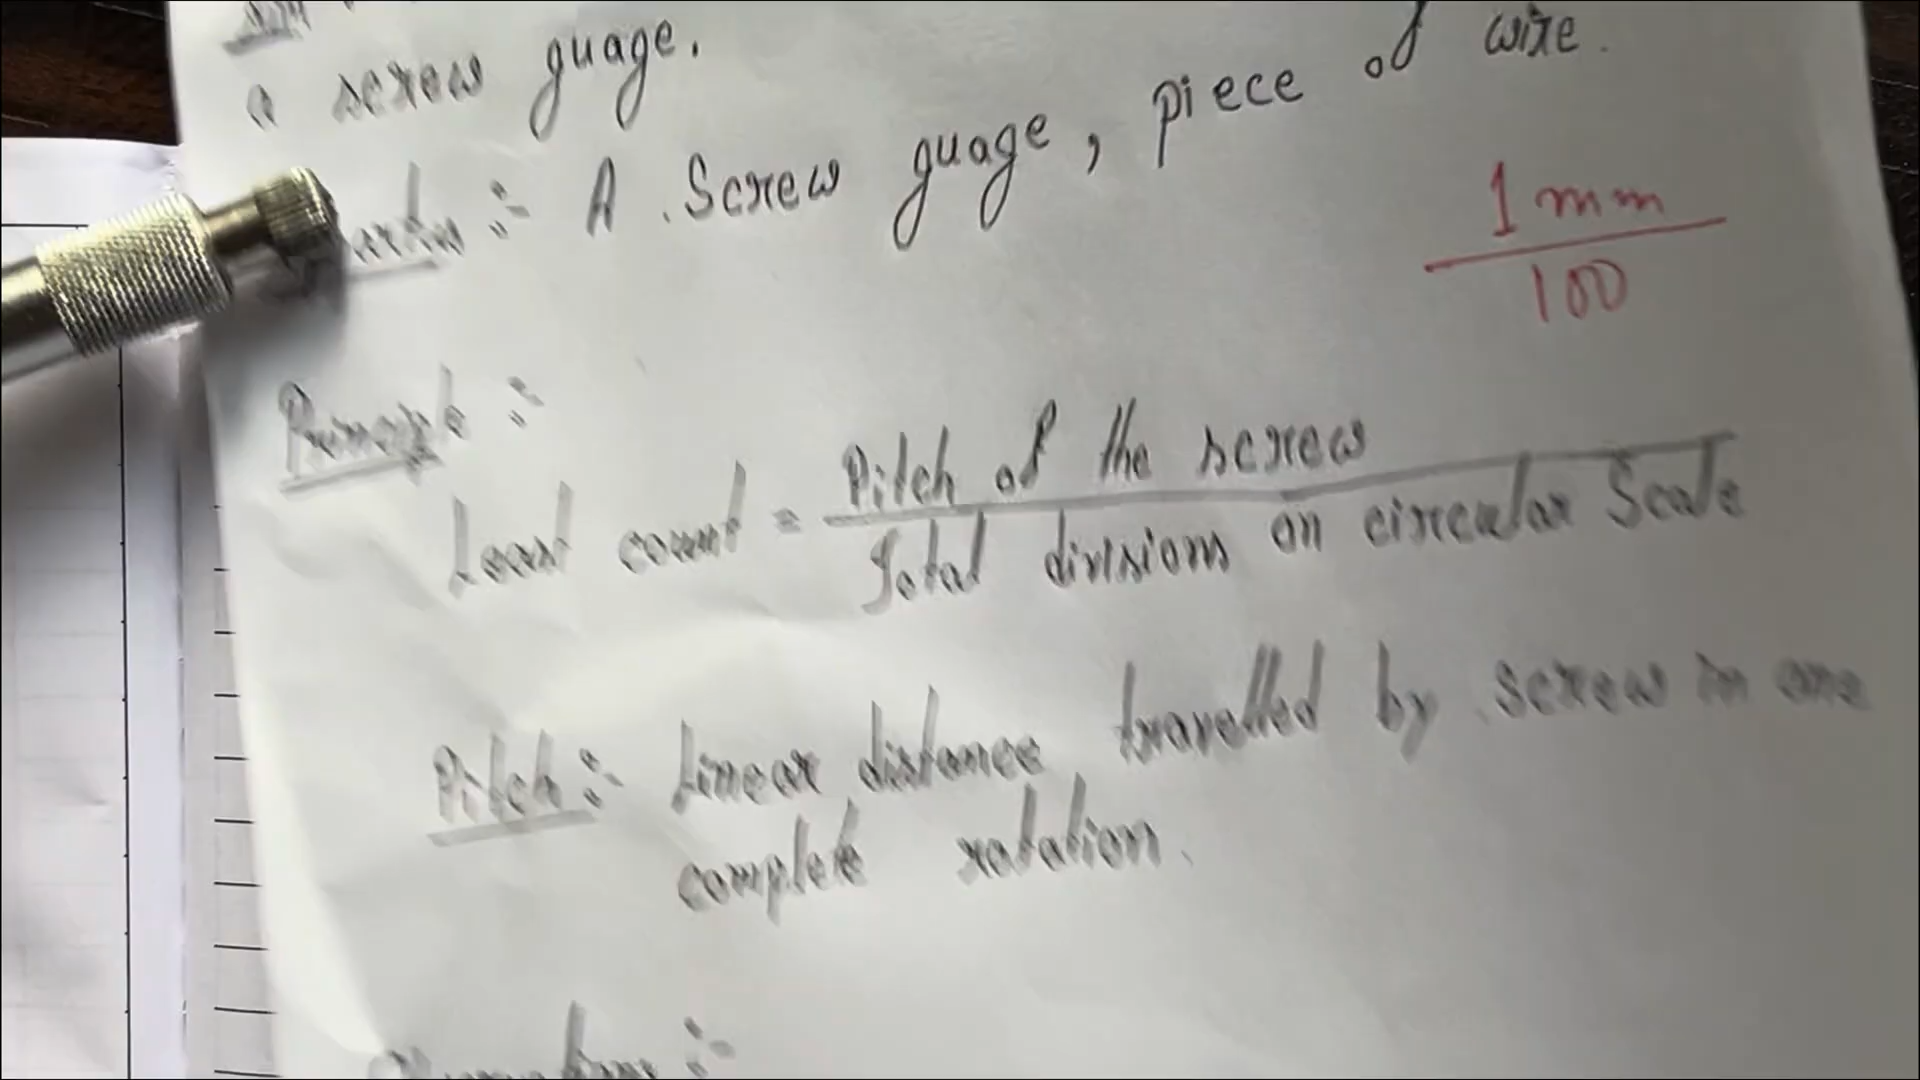 a screw guage.
:- A Screw guage, piece of wire.
1 mm
100
Principle :-
Least count = Pitch of the screw
Total divisions on circular Scale
Pitch :- Linear distance travelled by screw in one
complete rotation.